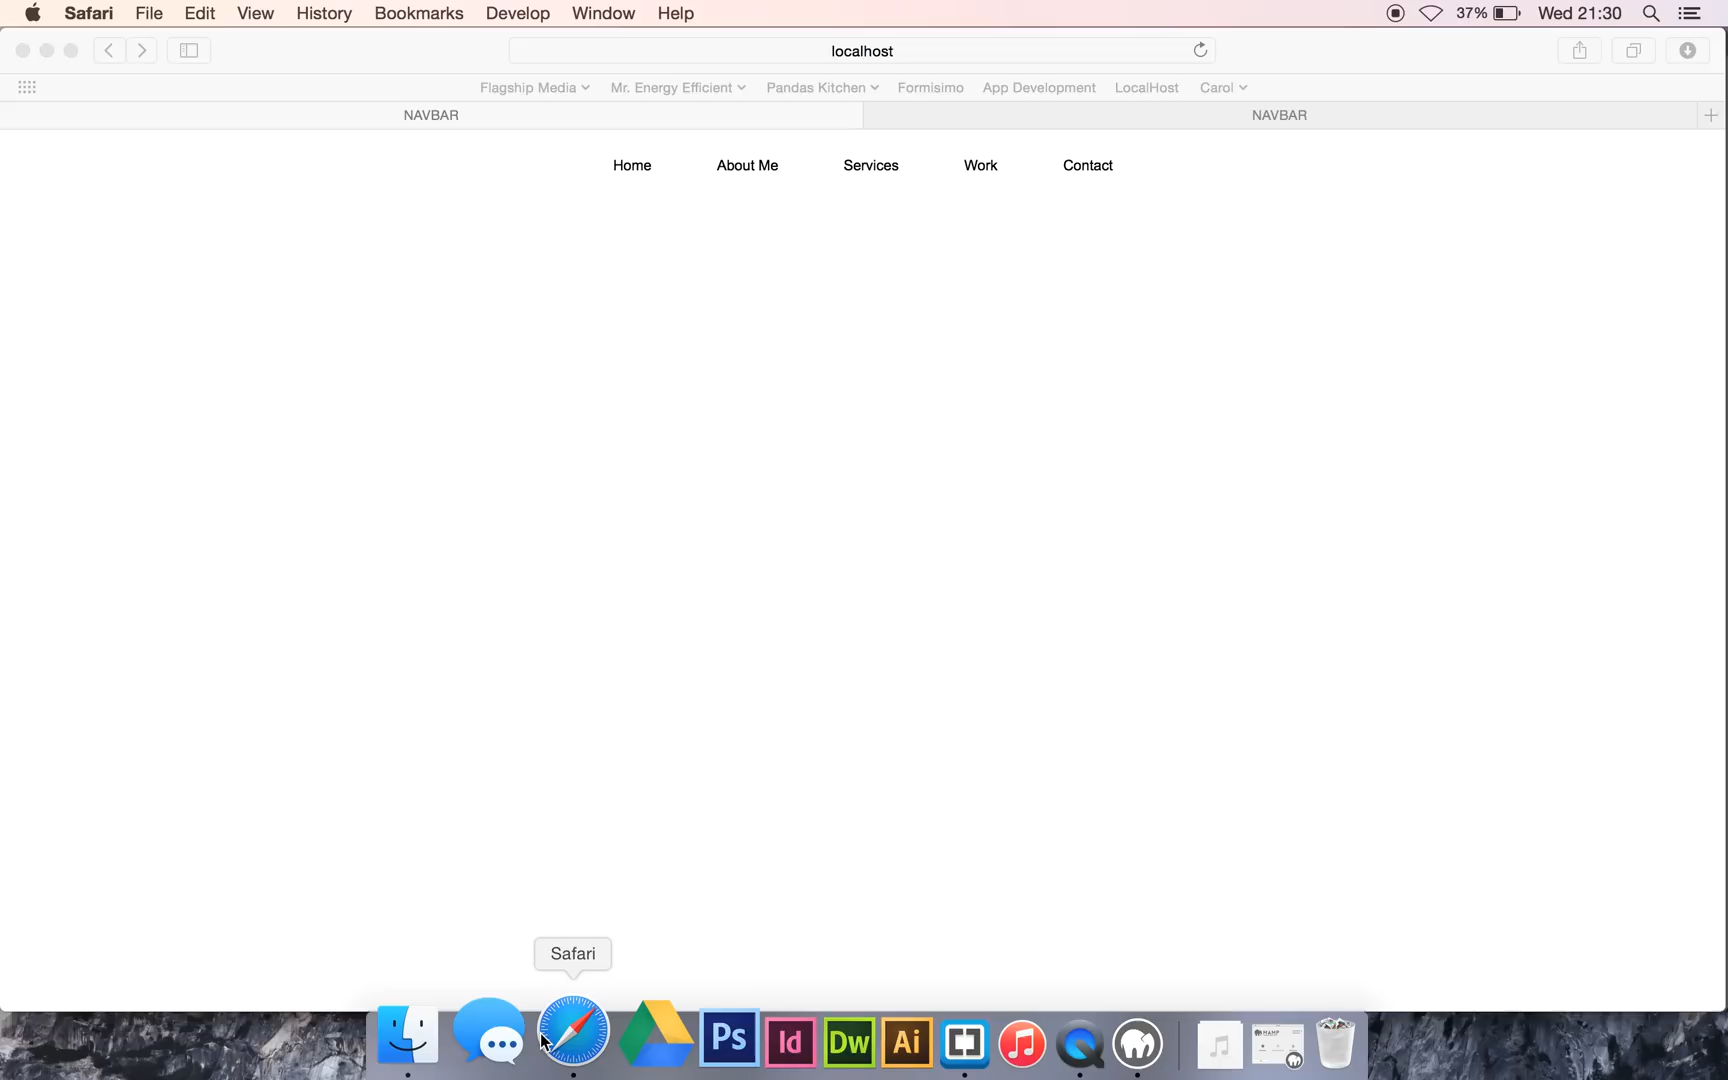 Safari File Edit View History Bookmarks Develop Window Help 37% Wed 21:30
localhost
Flagship Media Mr. Energy Efficient Pandas Kitchen Formisimo App Development LocalHost Carol
NAVBAR NAVBAR
Home About Me Services Work Contact
Safari
Ps Id Dw Ai MAMP